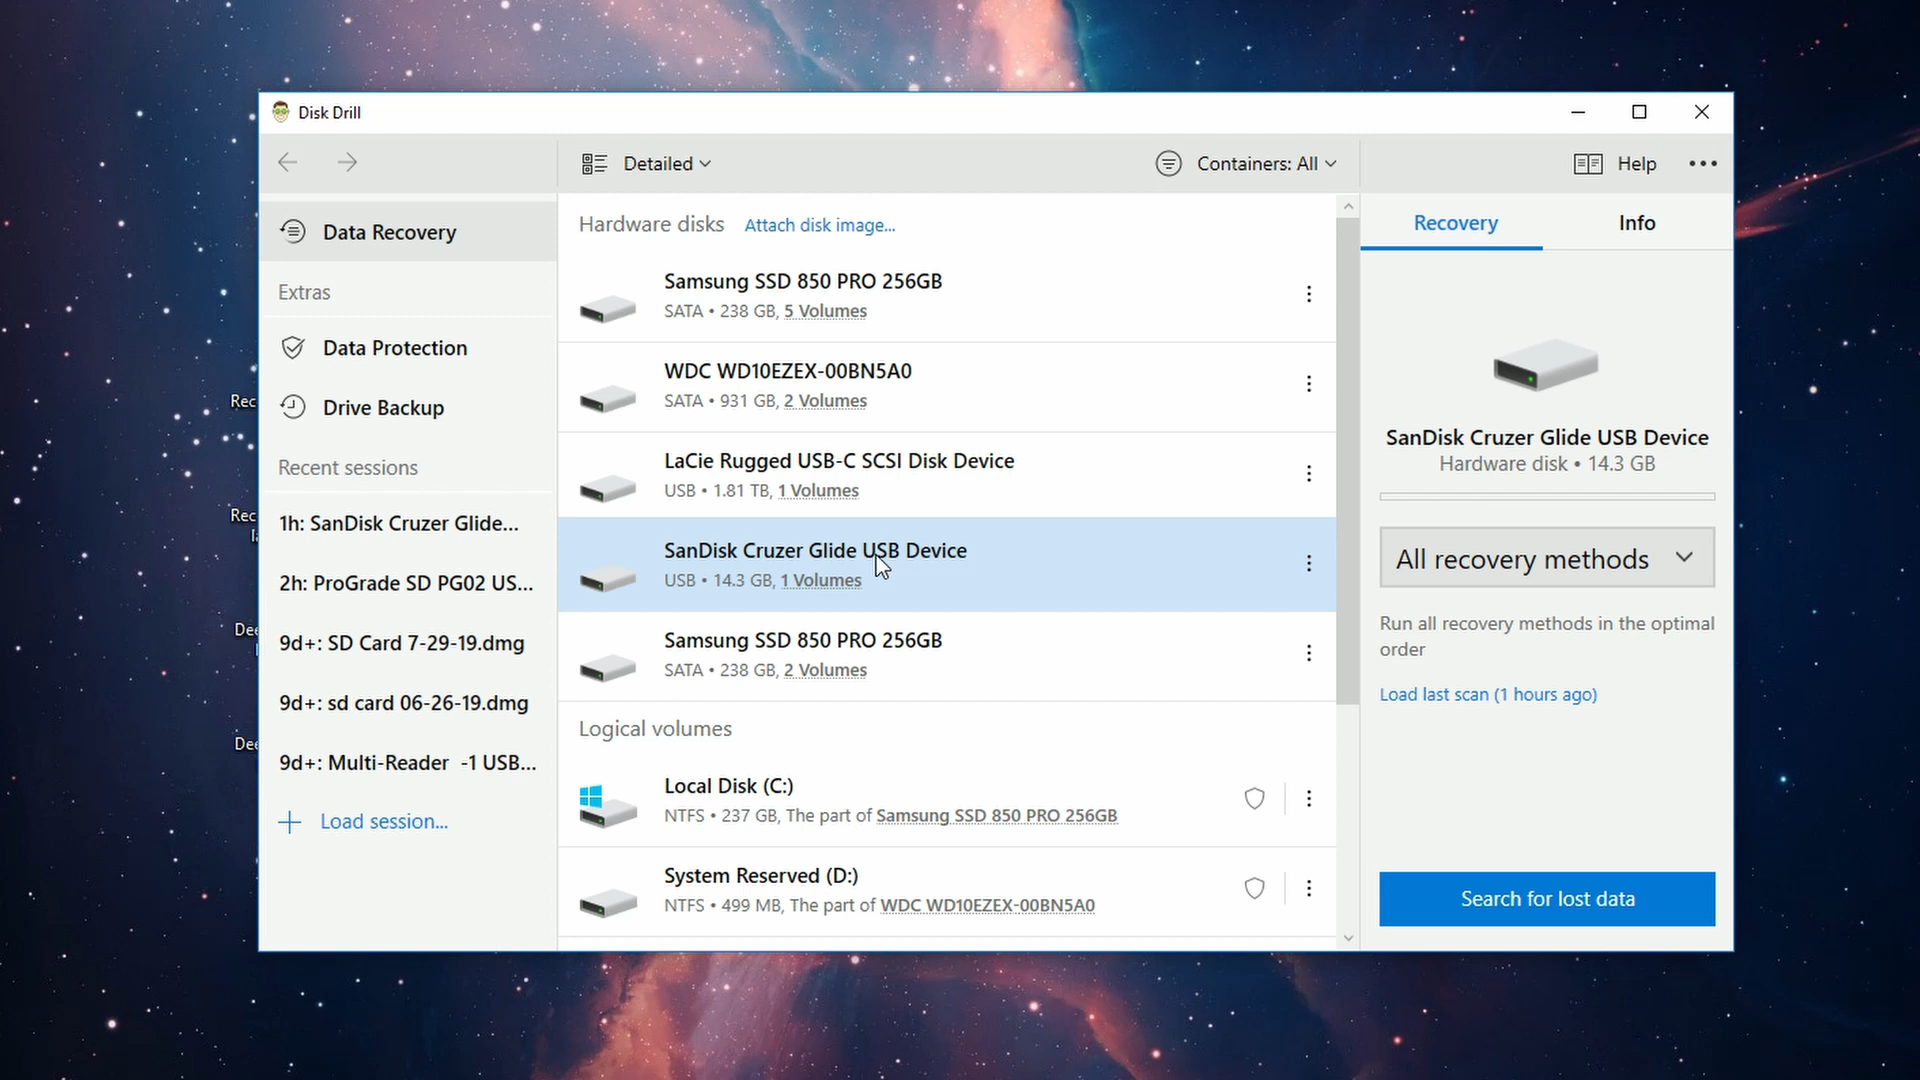 Disk Drill
Detailed
Containers: All
Help
Data Recovery
Extras
Data Protection
Drive Backup
Recent sessions
1h: SanDisk Cruzer Glide...
2h: ProGrade SD PG02 US...
9d+: SD Card 7-29-19.dmg
9d+: sd card 06-26-19.dmg
9d+: Multi-Reader -1 USB...
Load session...
Hardware disks Attach disk image...
Samsung SSD 850 PRO 256GB
SATA • 238 GB, 5 Volumes
WDC WD10EZEX-00BN5A0
SATA • 931 GB, 2 Volumes
LaCie Rugged USB-C SCSI Disk Device
USB • 1.81 TB, 1 Volumes
SanDisk Cruzer Glide USB Device
USB • 14.3 GB, 1 Volumes
Samsung SSD 850 PRO 256GB
SATA • 238 GB, 2 Volumes
Logical volumes
Local Disk (C:)
NTFS • 237 GB, The part of Samsung SSD 850 PRO 256GB
System Reserved (D:)
NTFS • 499 MB, The part of WDC WD10EZEX-00BN5A0
Recovery
Info
SanDisk Cruzer Glide USB Device
Hardware disk • 14.3 GB
All recovery methods
Run all recovery methods in the optimal
order
Load last scan (1 hours ago)
Search for lost data
Rec
Rec
Dee
Dee